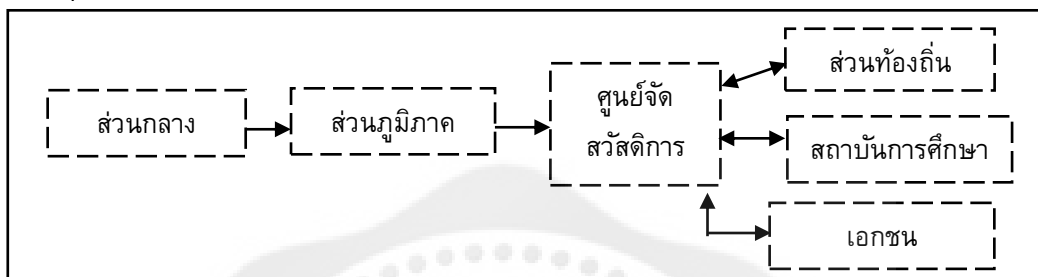 ส่วนกลาง
ส่วนภูมิภาค
ศูนย์จัด
สวัสดิการ
ส่วนท้องถิ่น
สถาบันการศึกษา
เอกชน